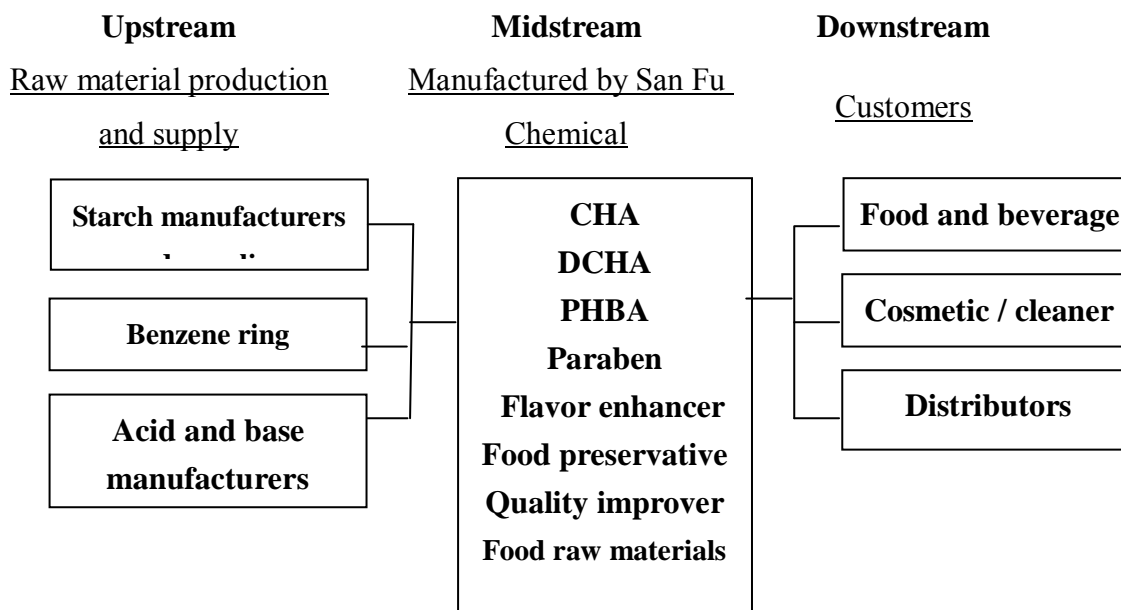 Upstream
Raw material production
and supply
Starch manufacturers
Benzene ring
Acid and base
manufacturers
Midstream
Manufactured by San Fu
Chemical
CHA
DCHA
PHBA
Paraben
Flavor enhancer
Food preservative
Quality improver
Food raw materials
Downstream
Customers
Food and beverage
Cosmetic / cleaner
Distributors